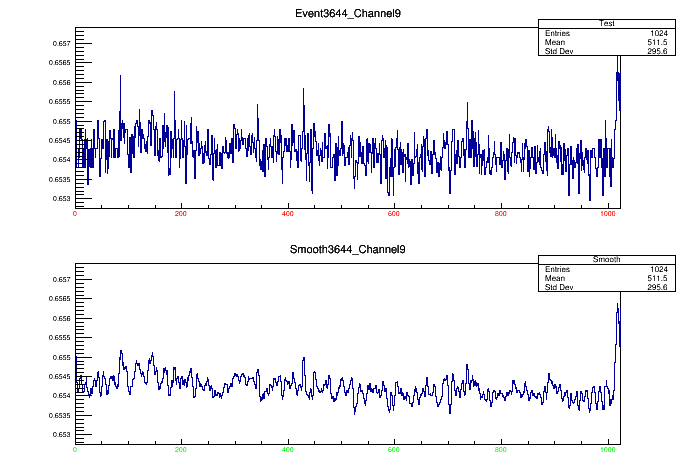 Event3644_Channel9
Test
Entries 1024
Mean 511.5
Std Dev 295.6
0.657
0.6565
0.656
0.6555
0.655
0.6545
0.654
0.6535
0.653
0 200 400 600 800 1000
Smooth3644_Channel9
Smooth
Entries 1024
Mean 511.5
Std Dev 295.6
0.657
0.6565
0.656
0.6555
0.655
0.6545
0.654
0.6535
0.653
0 200 400 600 800 1000